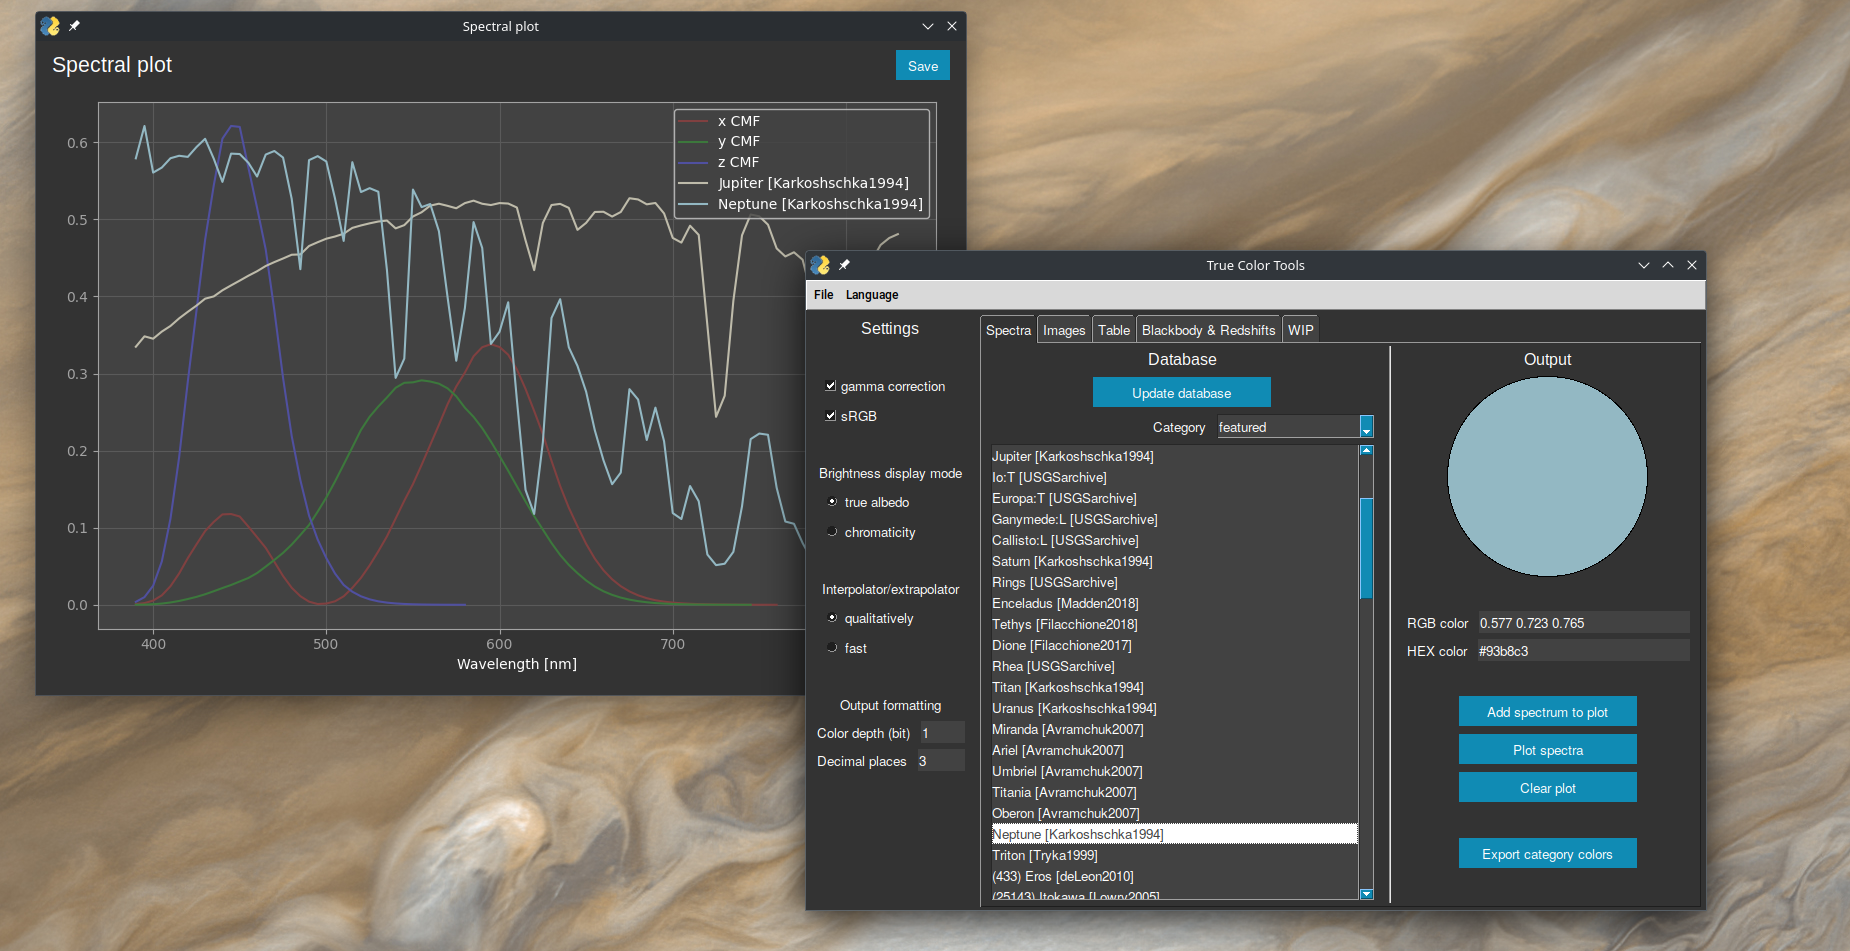 Spectral plot
Spectral plot
Save
x CMF
y CMF
z CMF
Jupiter [Karkoshschka1994]
Neptune [Karkoshschka1994]
0.6
0.5
0.4
0.3
0.2
0.1
0.0
400
500
600
700
Wavelength [nm]
True Color Tools
File Language
Settings
gamma correction
sRGB
Brightness display mode
true albedo
chromaticity
Interpolator/extrapolator
qualitatively
fast
Output formatting
Color depth (bit) 1
Decimal places 3
Spectra Images Table Blackbody & Redshifts WIP
Database
Update database
Category featured
Jupiter [Karkoshschka1994]
Io:T [USGSarchive]
Europa:T [USGSarchive]
Ganymede:L [USGSarchive]
Callisto:L [USGSarchive]
Saturn [Karkoshschka1994]
Rings [USGSarchive]
Enceladus [Madden2018]
Tethys [Filacchione2018]
Dione [Filacchione2017]
Rhea [USGSarchive]
Titan [Karkoshschka1994]
Uranus [Karkoshschka1994]
Miranda [Avramchuk2007]
Ariel [Avramchuk2007]
Umbriel [Avramchuk2007]
Titania [Avramchuk2007]
Oberon [Avramchuk2007]
Neptune [Karkoshschka1994]
Triton [Tryka1999]
(433) Eros [deLeon2010]
(25143) Itokawa [Lowry2005]
Output
RGB color 0.577 0.723 0.765
HEX color #93b8c3
Add spectrum to plot
Plot spectra
Clear plot
Export category colors